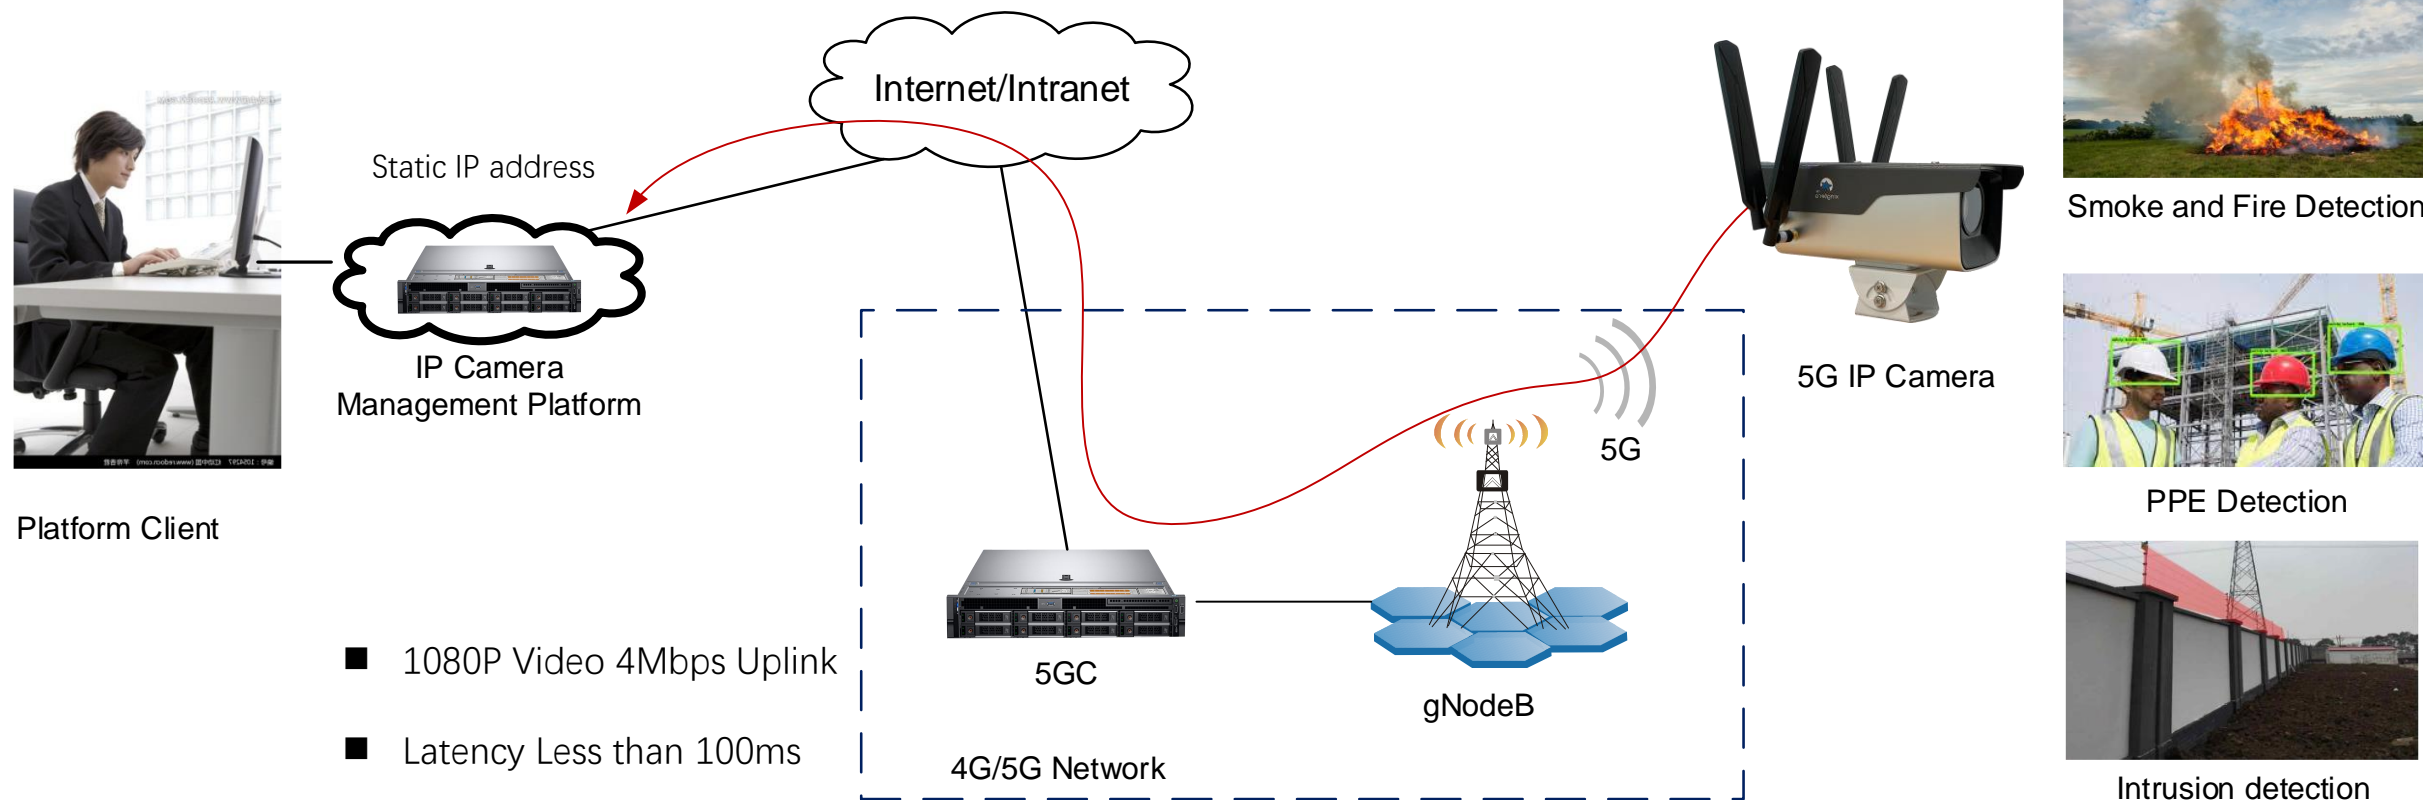 Internet/Intranet
Static IP address
IP Camera
Management Platform
Platform Client
1080P Video 4Mbps Uplink
Latency Less than 100ms
5GC
gNodeB
4G/5G Network
5G
5G IP Camera
Smoke and Fire Detection
PPE Detection
Intrusion detection